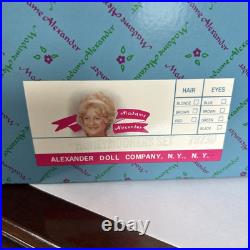 Madame Alexander
HAIR EYES
BLONDE BLUE
BROWN BROWN
RED GREEN
BLACK
Madame
Alexander
ALEXANDER DOLL COMPANY, N.Y., N.Y.